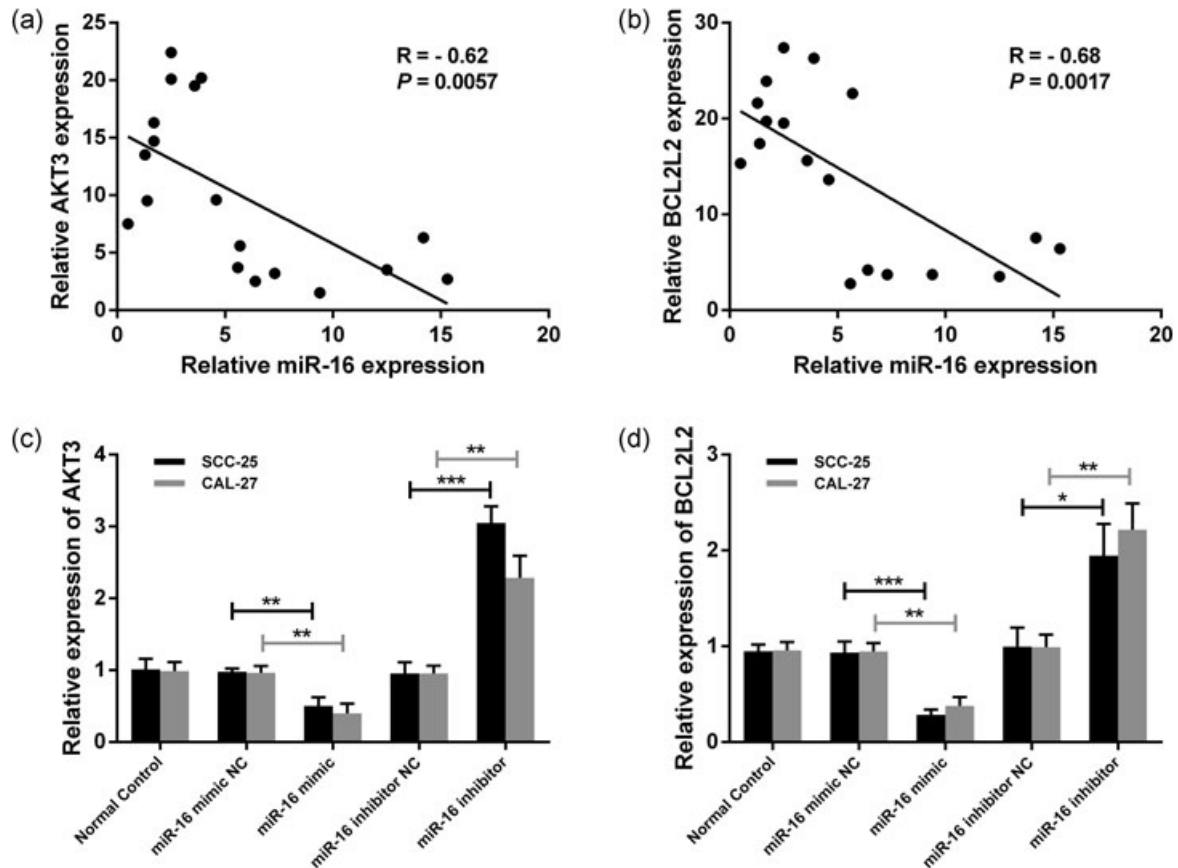 (a)
R = - 0.62
P = 0.0057
Relative AKT3 expression
25
20
15
10
5
0
0 5 10 15 20
Relative miR-16 expression
(b)
R = - 0.68
P = 0.0017
Relative BCL2L2 expression
30
20
10
0
0 5 10 15 20
Relative miR-16 expression
(c)
SCC-25
CAL-27
Relative expression of AKT3
4
3
2
1
0
**
**
***
**
Normal Control
miR-16 mimic NC
miR-16 mimic
miR-16 inhibitor NC
miR-16 inhibitor
(d)
SCC-25
CAL-27
Relative expression of BCL2L2
3
2
1
0
***
**
*
**
Normal Control
miR-16 mimic NC
miR-16 mimic
miR-16 inhibitor NC
miR-16 inhibitor